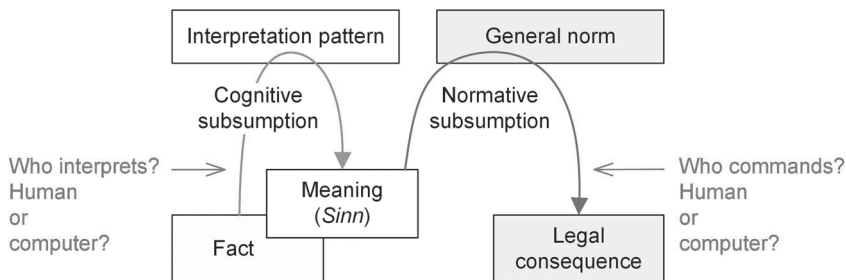 Interpretation pattern
General norm
Cognitive
subsumption
Normative
subsumption
Who interprets?
Human
or
computer?
Meaning
(Sinn)
Who commands?
Human
or
computer?
Fact
Legal
consequence